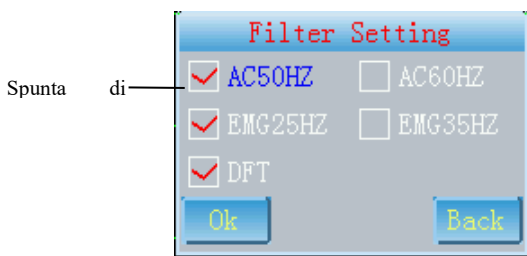 Filter Setting
Spunta di
AC50HZ AC60HZ
EMG25HZ EMG35HZ
DFT
Ok Back